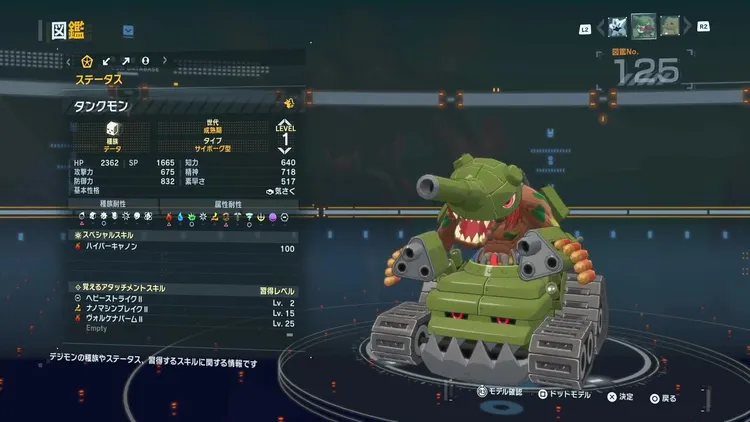 図鑑
L2
R2
図鑑No.
125
ステータス
タンクモン
種族
データ
世代
成熟期
タイプ
サイボーグ型
LEVEL
1
HP 2362 SP 1665 知力 640
攻撃力 675 精神 718
防御力 832 素早さ 517
基本性格 気さく
種族耐性 属性耐性
スペシャルスキル
ハイパーキャノン 100
覚えるアタッチメントスキル 習得レベル
ヘビーストライクⅡ Lv. 2
ナノマシンブレイクⅡ Lv. 15
ヴォルケナパームⅡ Lv. 25
Empty
デジモンの種族やステータス、習得するスキルに関する情報です
R3 モデル確認 ドットモデル 決定 戻る